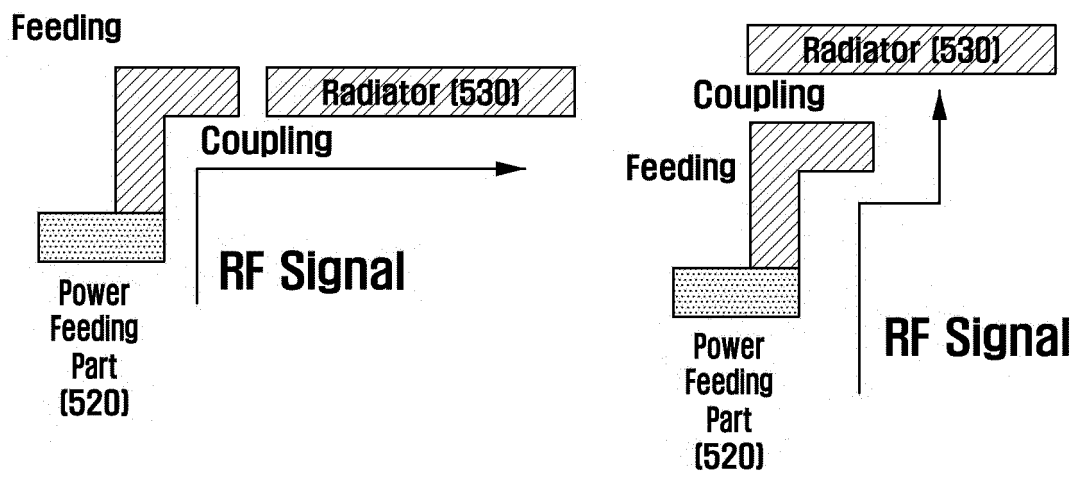 Feeding
Radiator (530)
Coupling
RF Signal
Power
Feeding
Part
(520)
Radiator (530)
Coupling
Feeding
RF Signal
Power
Feeding
Part
(520)